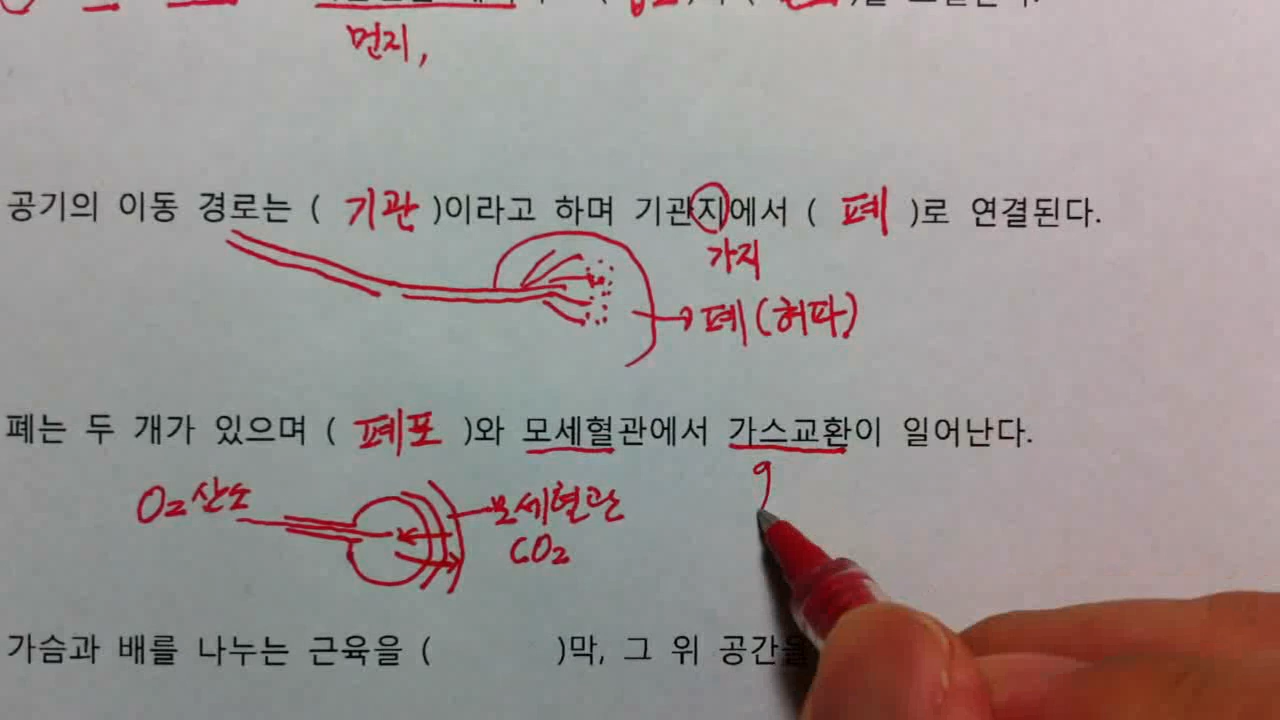 먼지,
공기의 이동 경로는 ( 기관 )이라고 하며 기관지에서 ( 폐 )로 연결된다.
가지
폐 (허파)
폐는 두 개가 있으며 ( 폐포 )와 모세혈관에서 가스교환이 일어난다.
O2 산소
모세혈관
CO2
가슴과 배를 나누는 근육을 ( )막, 그 위 공간을